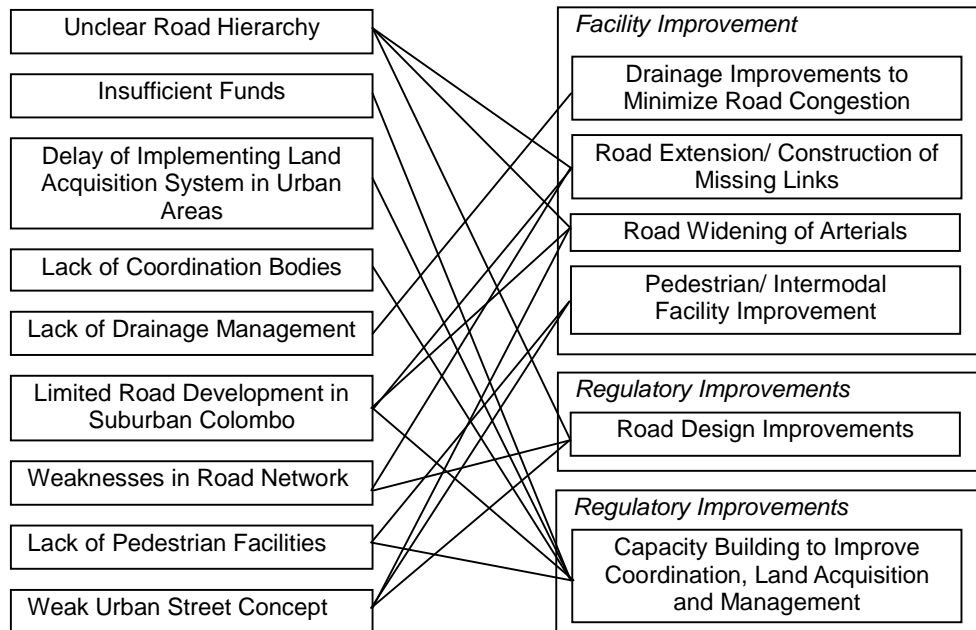 Unclear Road Hierarchy
Insufficient Funds
Delay of Implementing Land
Acquisition System in Urban
Areas
Lack of Coordination Bodies
Lack of Drainage Management
Limited Road Development in
Suburban Colombo
Weaknesses in Road Network
Lack of Pedestrian Facilities
Weak Urban Street Concept
Facility Improvement
Drainage Improvements to
Minimize Road Congestion
Road Extension/ Construction of
Missing Links
Road Widening of Arterials
Pedestrian/ Intermodal
Facility Improvement
Regulatory Improvements
Road Design Improvements
Regulatory Improvements
Capacity Building to Improve
Coordination, Land Acquisition
and Management